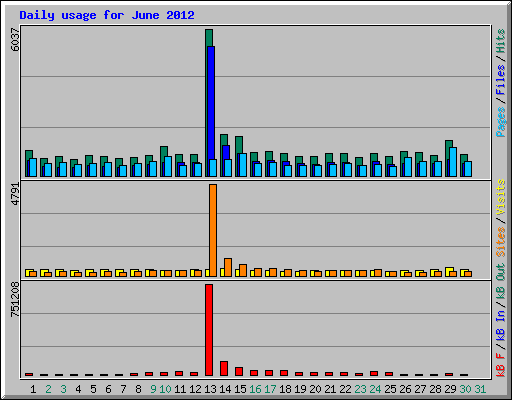 Daily usage for June 2012
6037
Pages / Files / Hits
4791
Sites / Visits
751208
kB F / kB In / kB Out
1 2 3 4 5 6 7 8 9 10 11 12 13 14 15 16 17 18 19 20 21 22 23 24 25 26 27 28 29 30 31